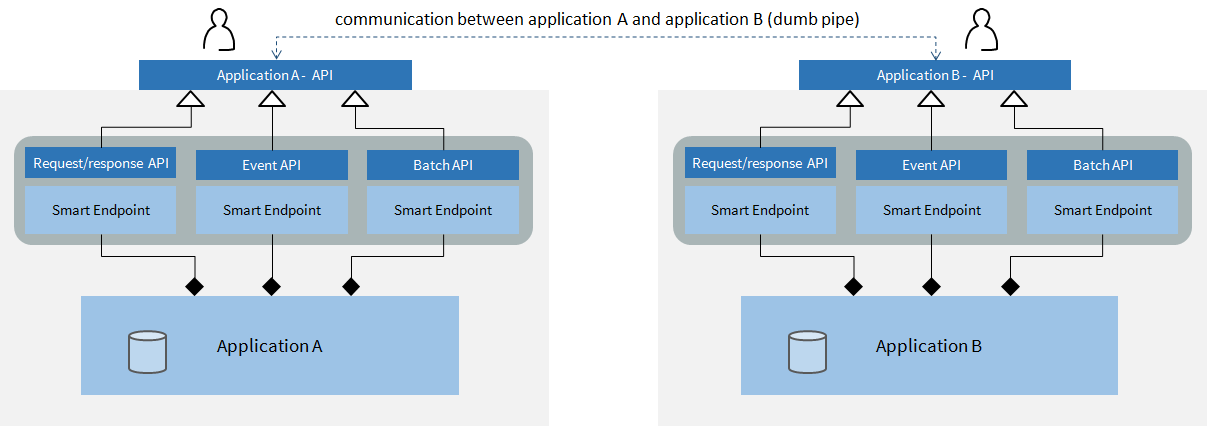 communication between application A and application B (dumb pipe)
Application A - API
Application B - API
Request/response API
Event API
Batch API
Request/response API
Event API
Batch API
Smart Endpoint
Smart Endpoint
Smart Endpoint
Smart Endpoint
Smart Endpoint
Smart Endpoint
Application A
Application B